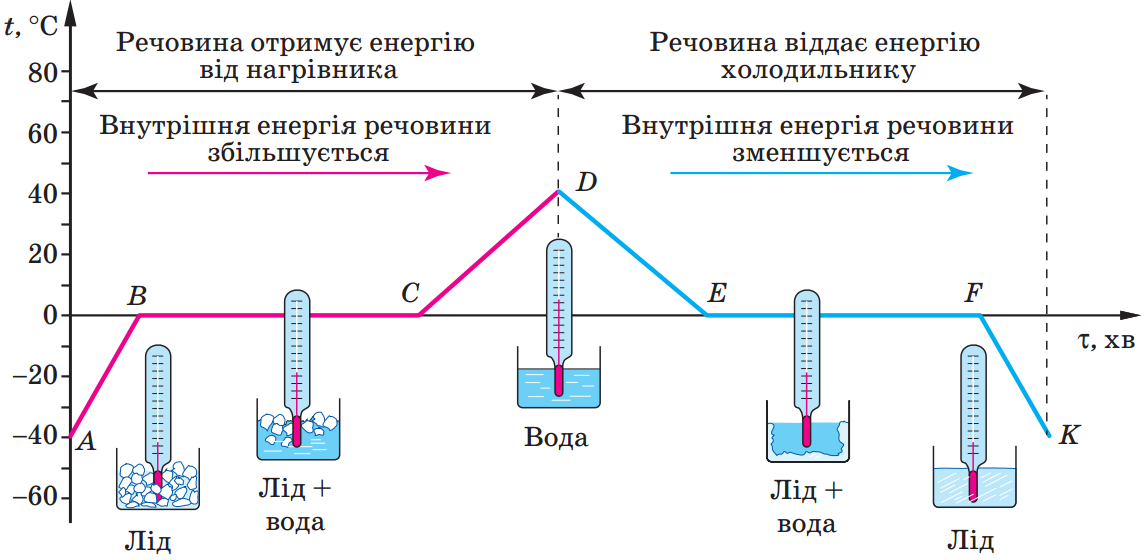 t, °C
Речовина отримує енергію
від нагрівника
Речовина віддає енергію
холодильнику
Внутрішня енергія речовини
збільшується
Внутрішня енергія речовини
зменшується
80
60
40
20
0
–20
–40
–60
A
B
C
D
E
F
K
τ, хв
Лід
Лід +
вода
Вода
Лід +
вода
Лід